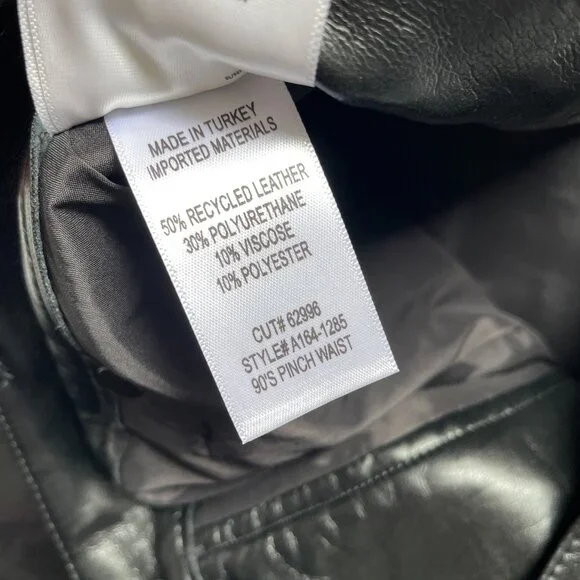 MADE IN TURKEY
IMPORTED MATERIALS
50% RECYCLED LEATHER
30% POLYURETHANE
10% VISCOSE
10% POLYESTER
CUT# 62996
STYLE# A164-1285
90'S PINCH WAIST